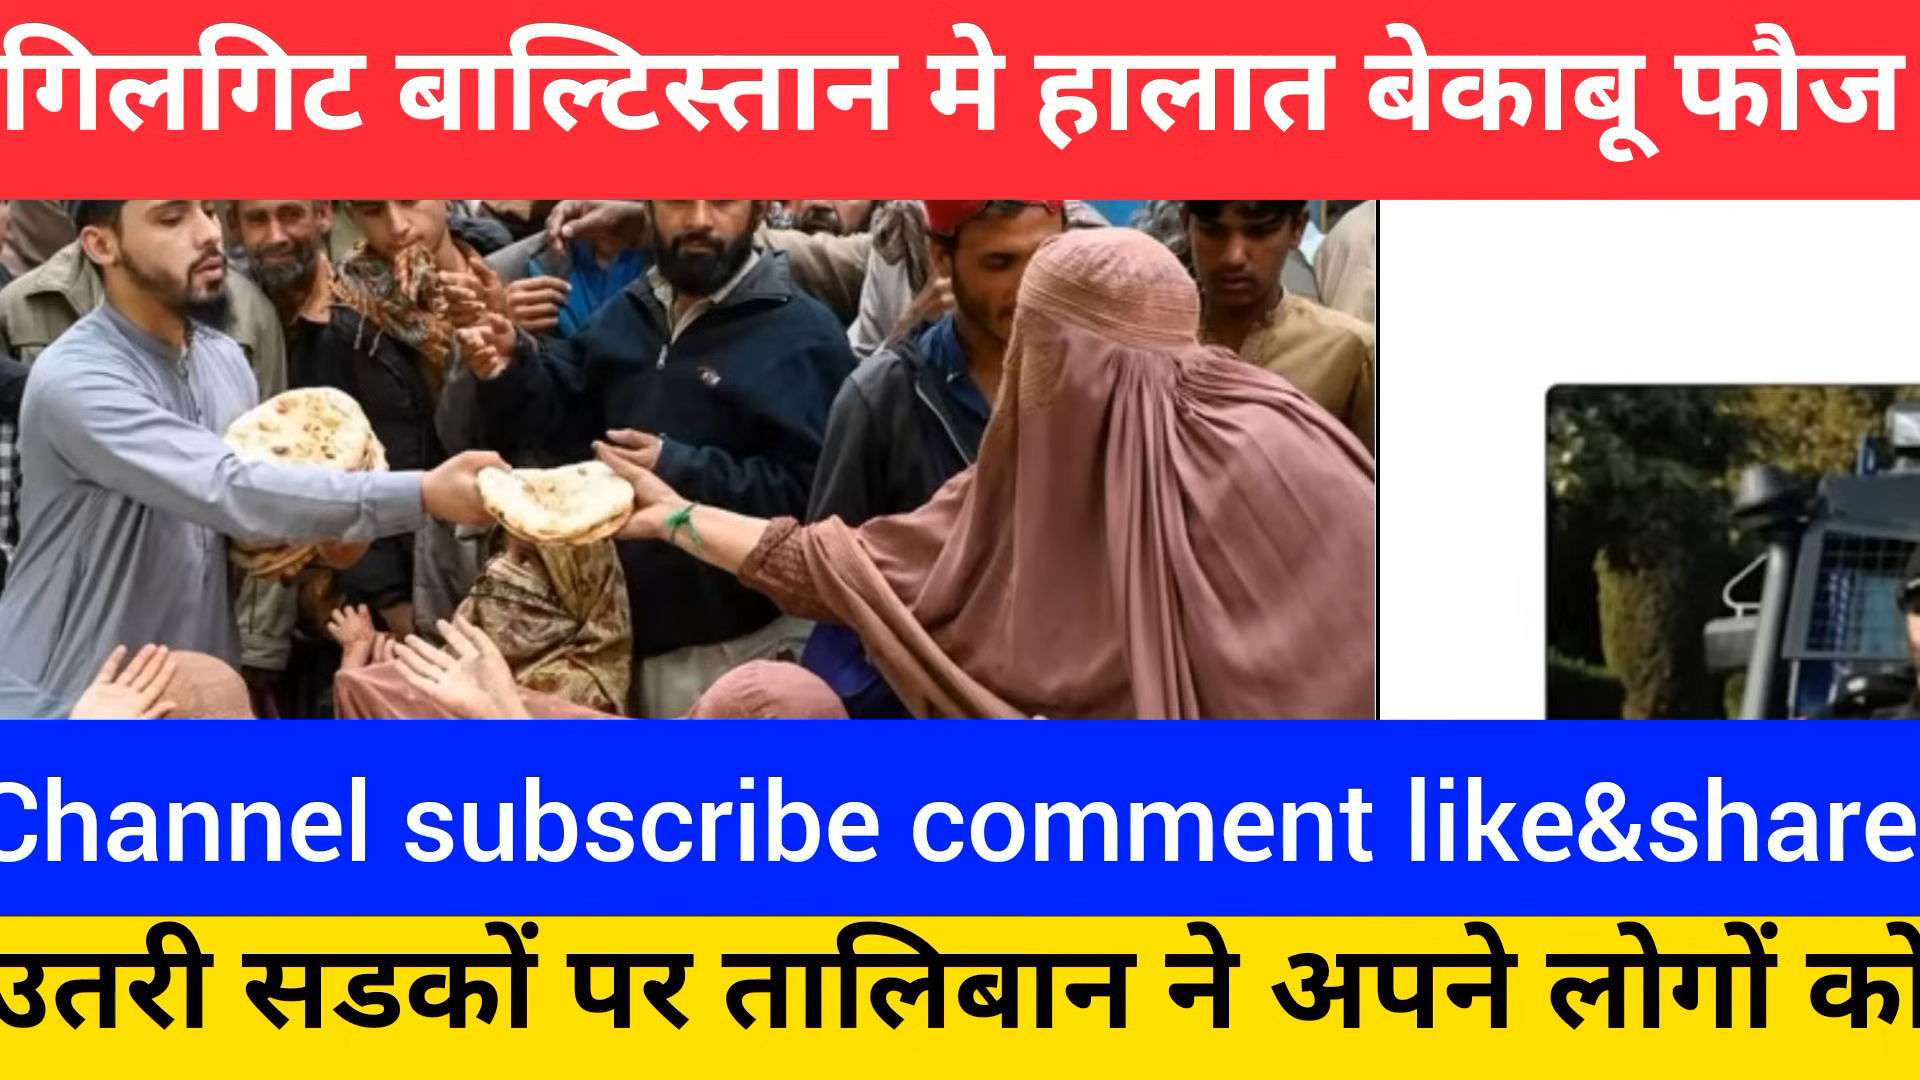 गिलगिट बाल्टिस्तान मे हालात बेकाबू फौज
Channel subscribe comment like&share
उतरी सडकों पर तालिबान ने अपने लोगों को